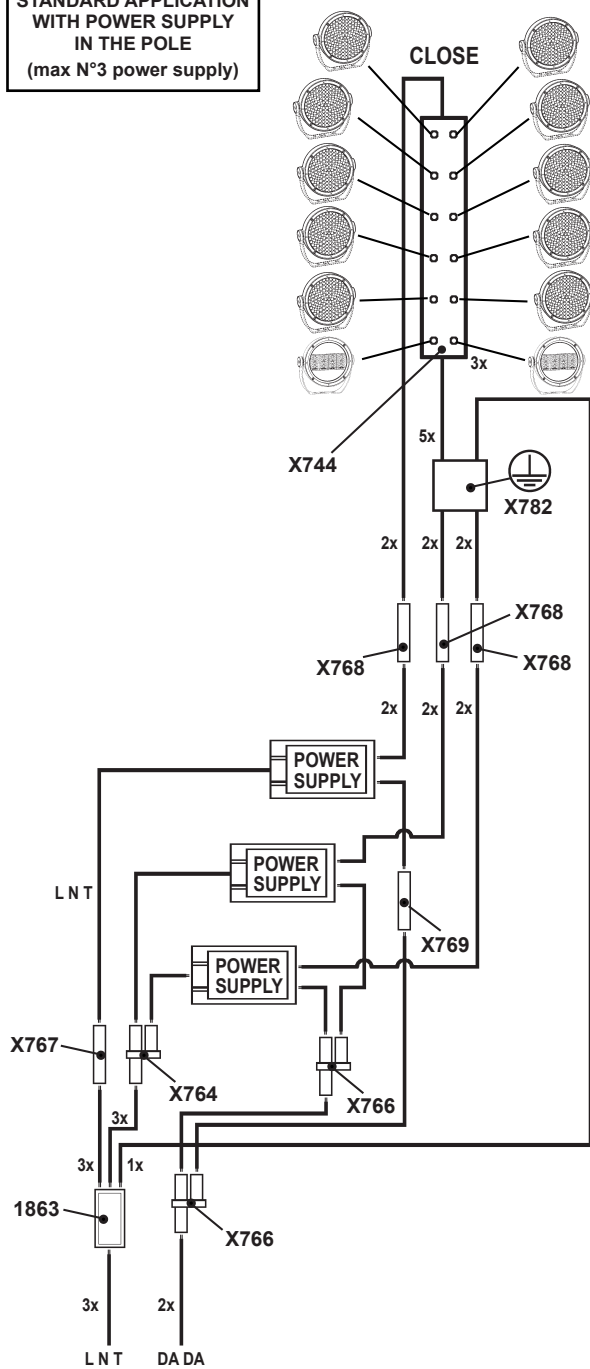 STANDARD APPLICATION
WITH POWER SUPPLY
IN THE POLE
(max N°3 power supply)
CLOSE
3x
X744
5x
X782
2x
2x
2x
X768
X768
X768
2x
2x
2x
POWER
SUPPLY
POWER
SUPPLY
L N T
X769
POWER
SUPPLY
X767
X764
X766
3x
3x
1x
1863
X766
3x
2x
L N T
DA DA